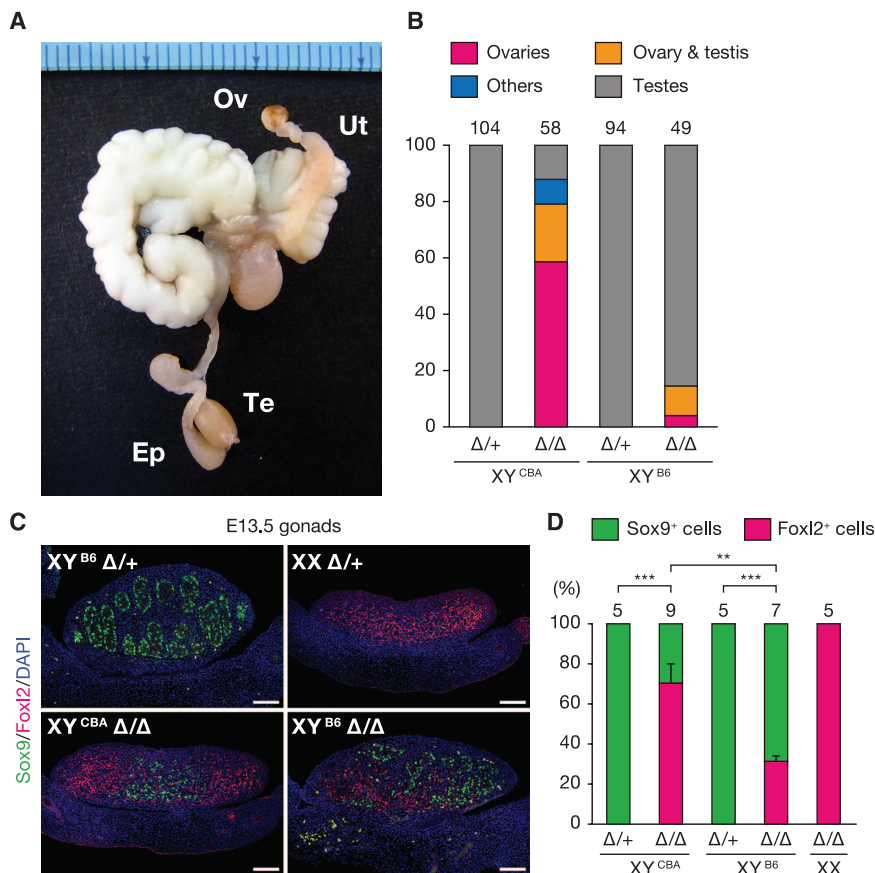 A
Ov
Ut
Te
Ep
B
Ovaries
Ovary & testis
Others
Testes
104 58 94 49
100
80
60
40
20
0
Δ/+ Δ/Δ Δ/+ Δ/Δ
XY CBA XY B6
C
E13.5 gonads
Sox9/Foxl2/DAPI
XY B6 Δ/+
XX Δ/+
XY CBA Δ/Δ
XY B6 Δ/Δ
D
Sox9+ cells
Foxl2+ cells
**
*** ***
(%)
5 9 5 7 5
100
80
60
40
20
0
Δ/+ Δ/Δ Δ/+ Δ/Δ Δ/Δ
XY CBA XY B6 XX